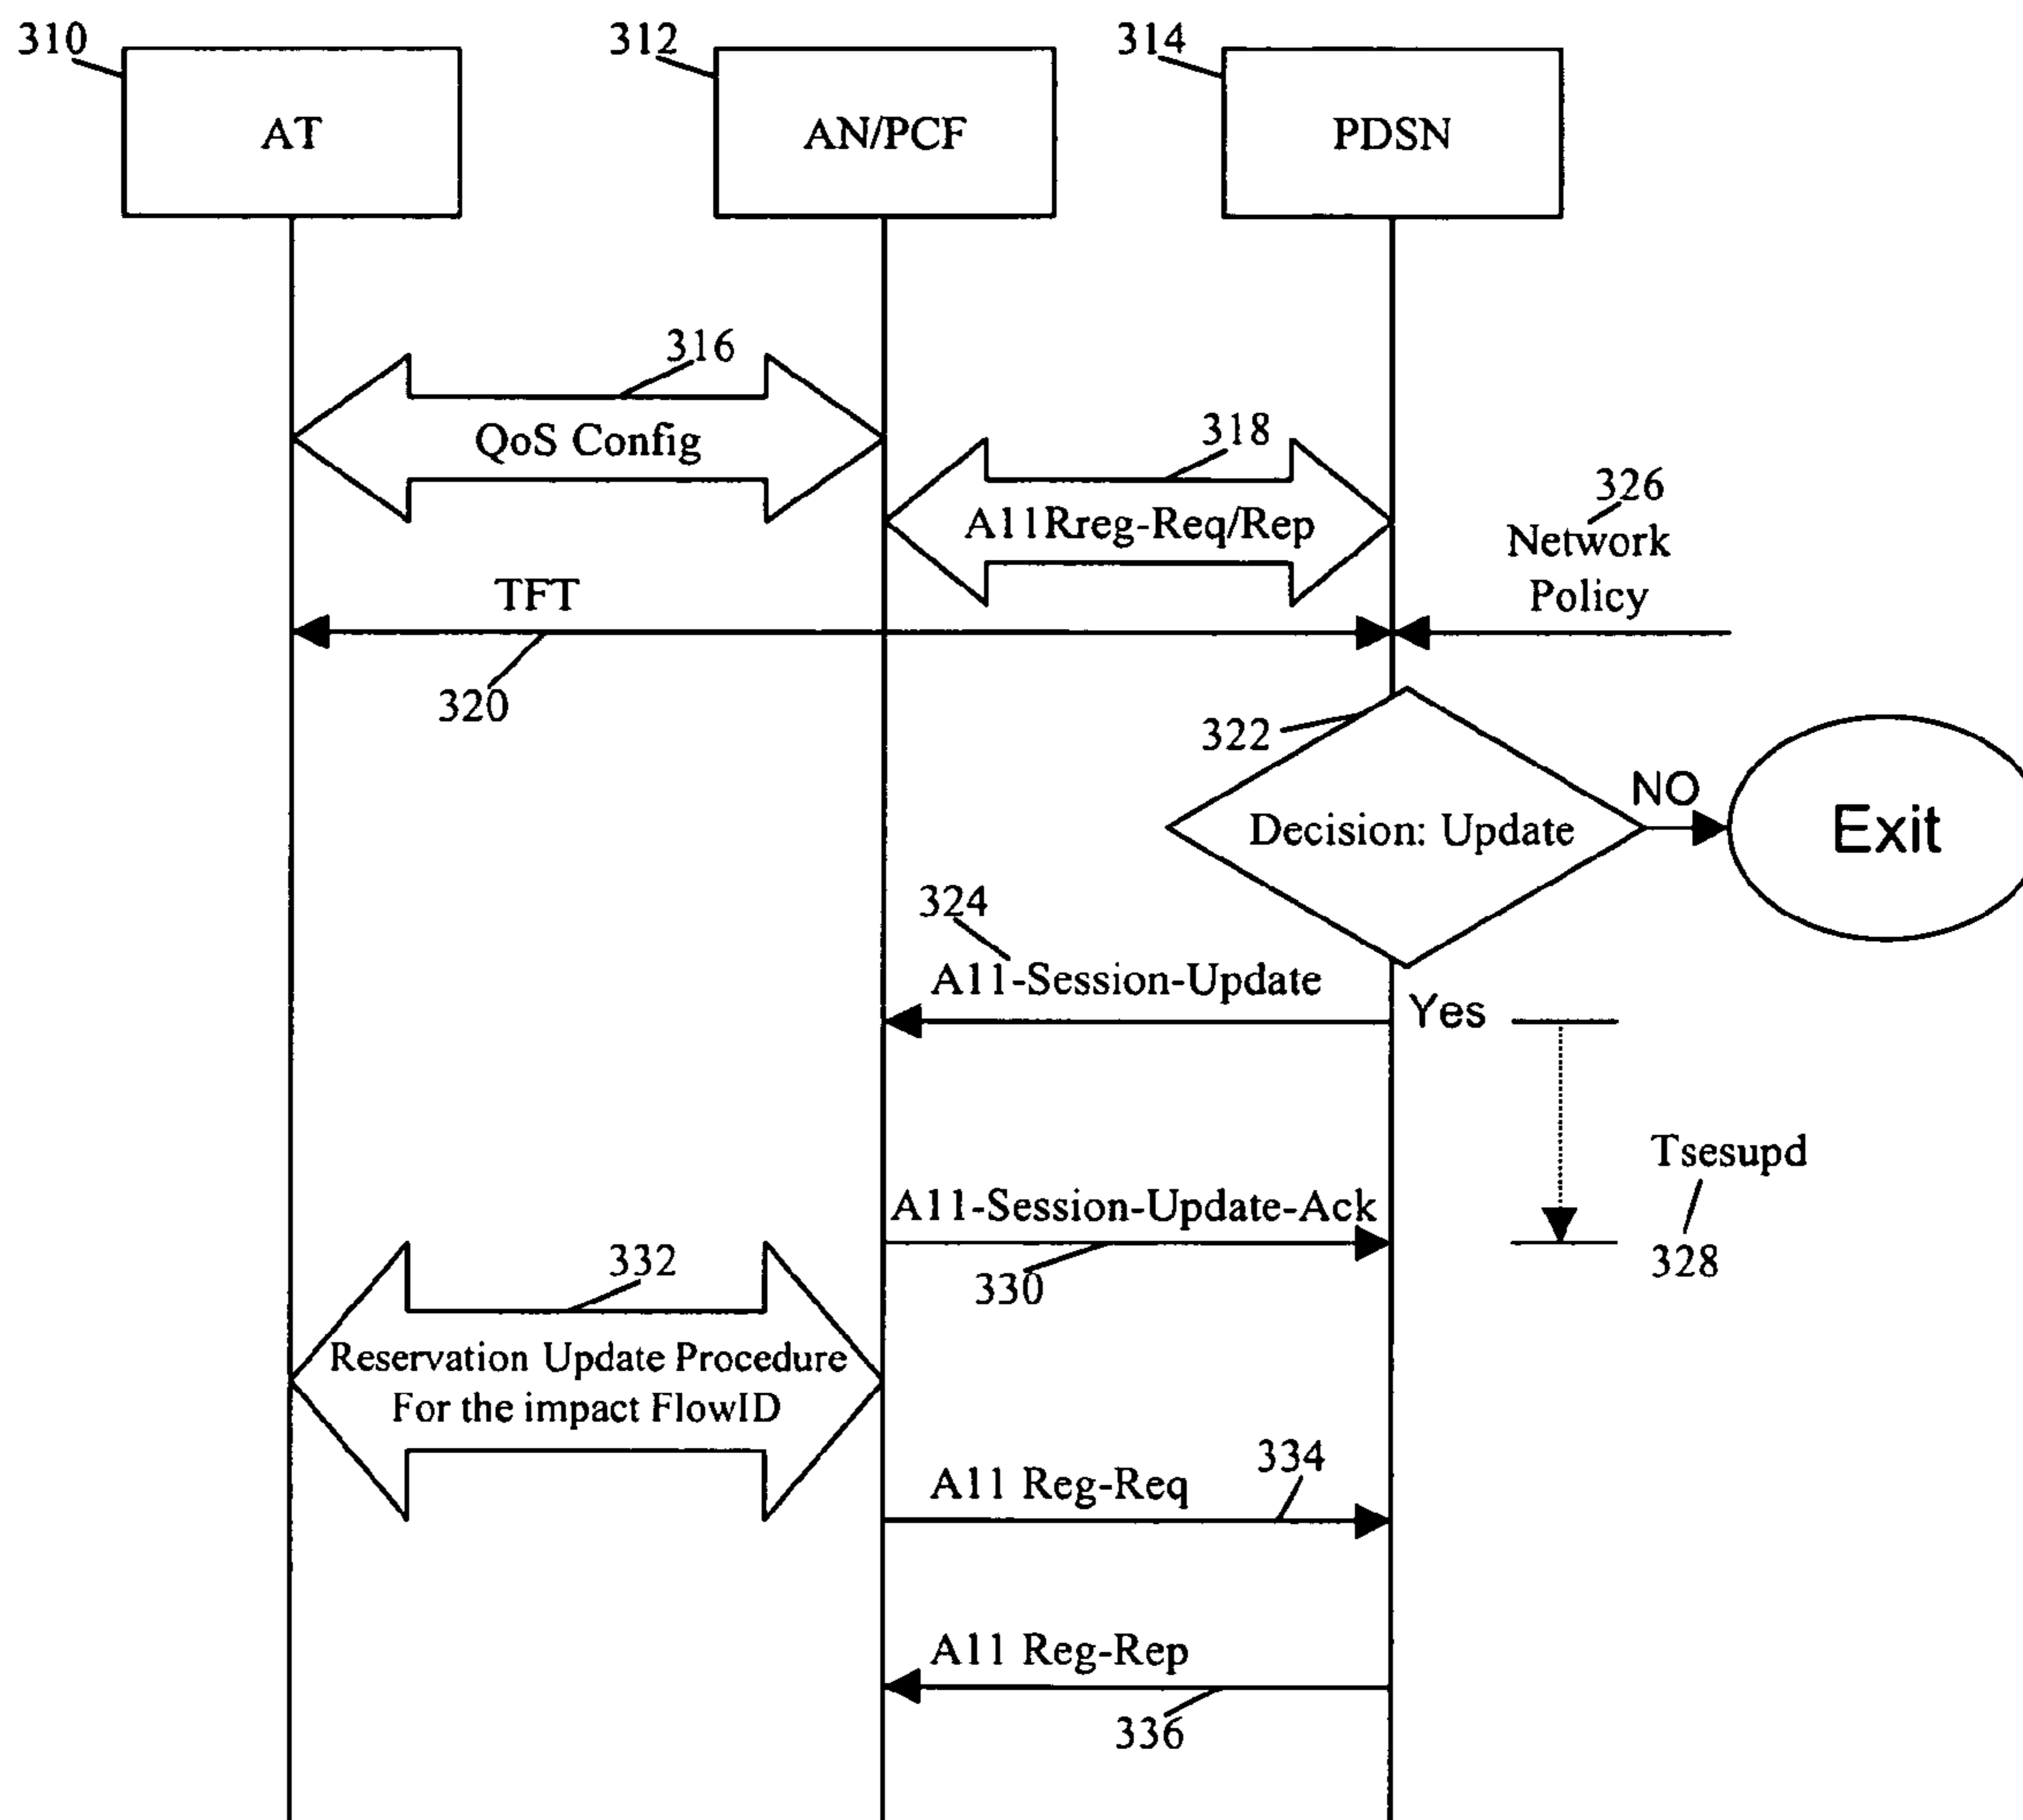 310
312
314
AT
AN/PCF
PDSN
316
QoS Config
318
A11Rreg-Req/Rep
326
Network
Policy
TFT
320
322
Decision: Update
NO
Exit
324
A11-Session-Update
Yes
Tsesupd
328
A11-Session-Update-Ack
330
332
Reservation Update Procedure
For the impact FlowID
334
A11 Reg-Req
A11 Reg-Rep
336